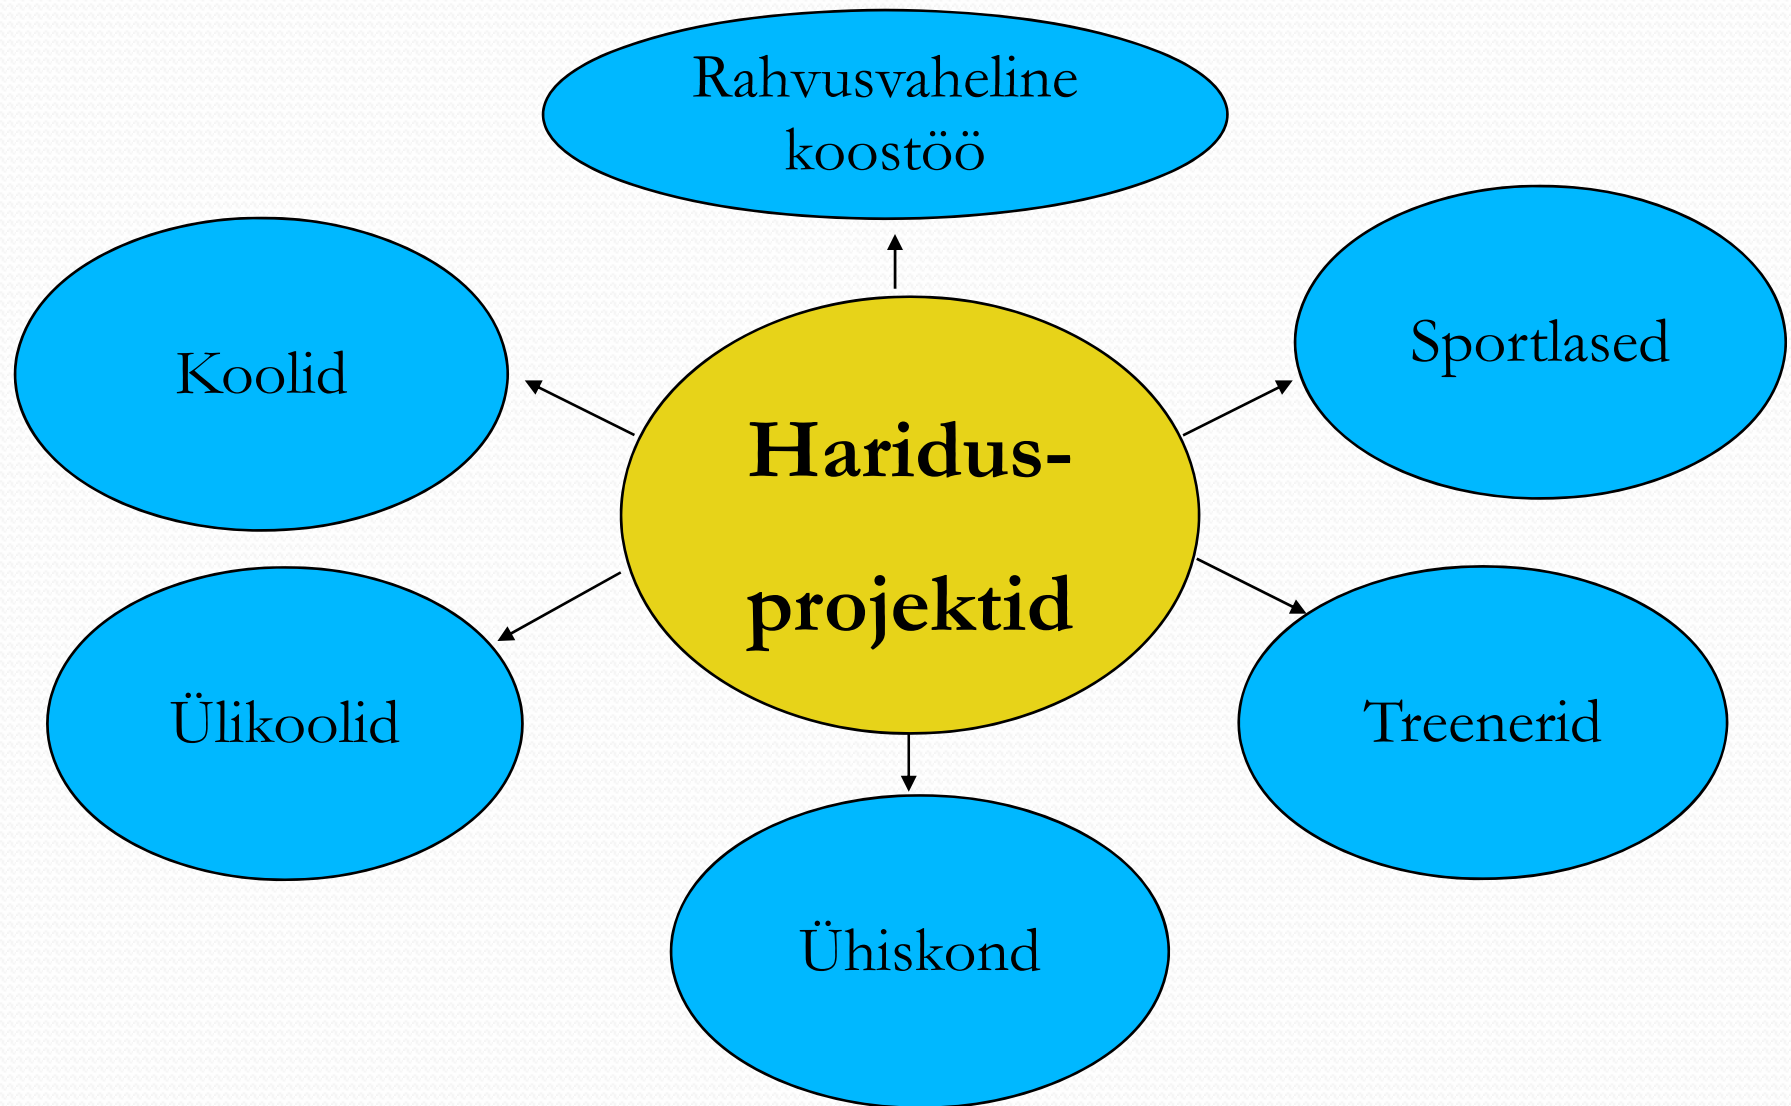 Rahvusvaheline
koostöö
Koolid
Sportlased
Haridus-
projektid
Ülikoolid
Treenerid
Ühiskond